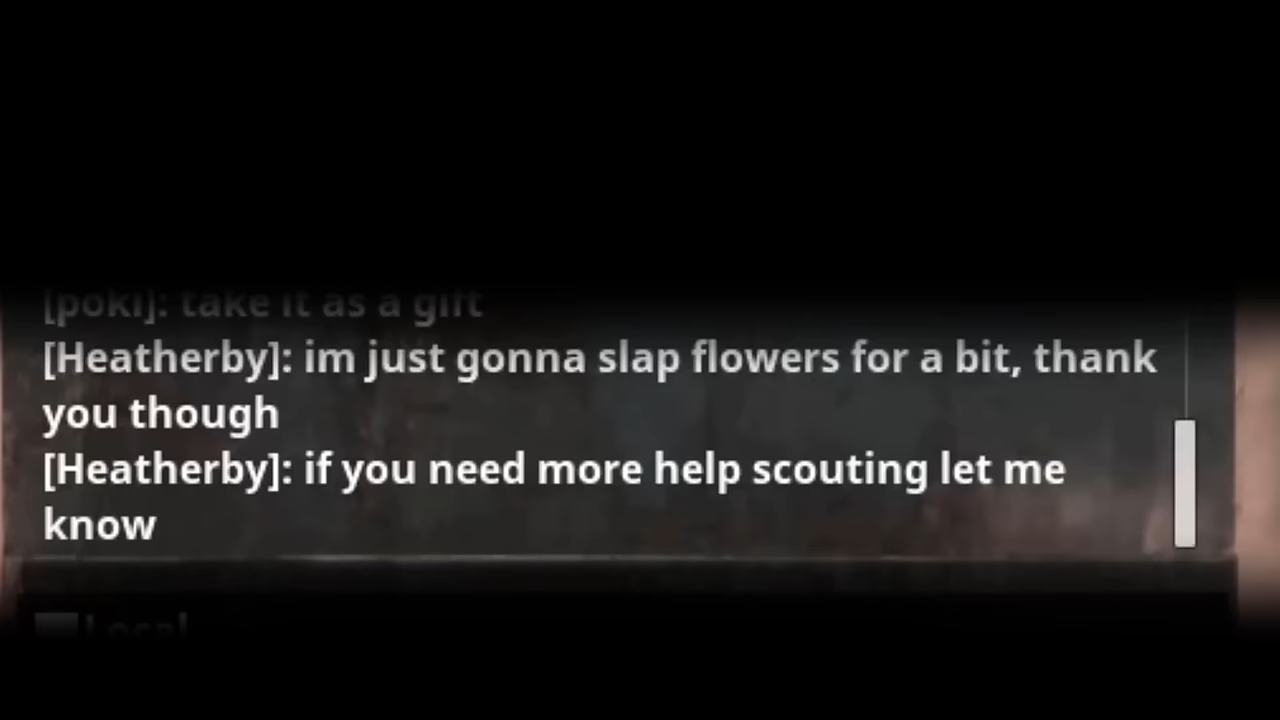 [poki]: take it as a gift
[Heatherby]: im just gonna slap flowers for a bit, thank
you though
[Heatherby]: if you need more help scouting let me
know
Local